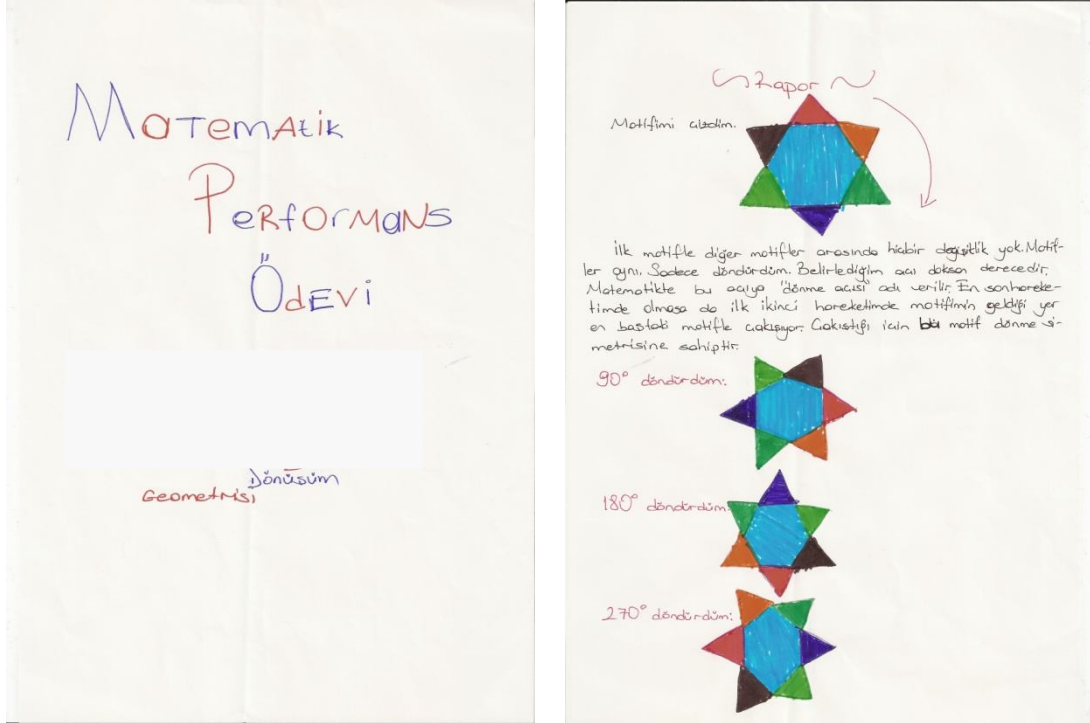 Matematik
Performans
Ödevi
Dönüşüm
Geometrisi
Rapor
Motifimi çizdim.
İlk motifle diğer motifler arasında hiçbir değişitlik yok. Motif-
ler aynı. Sadece döndürdüm. Belirlediğim açı doksan derecedir.
Matematikte bu açıya "dönme açısı" adı verilir. En son hareke-
timde olmasa da ilk ikinci hareketimde motifimin geldiği yer
en baştaki motifle çakışıyor. Çakıştığı için bu motif dönme si-
metrisine sahiptir.
90° döndürdüm:
180° döndürdüm:
270° döndürdüm: